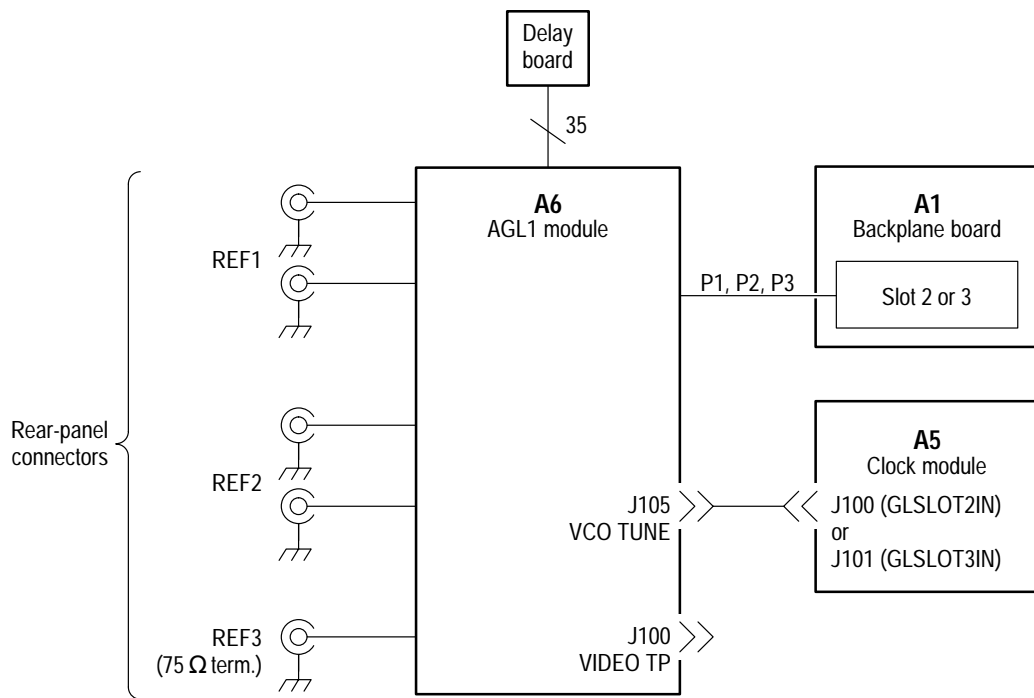 Delay
board
35
A6
AGL1 module
A1
Backplane board
REF1
P1, P2, P3
Slot 2 or 3
Rear-panel
connectors
A5
Clock module
REF2
J105
VCO TUNE
J100 (GLSLOT2IN)
or
J101 (GLSLOT3IN)
REF3
(75 Ω term.)
J100
VIDEO TP